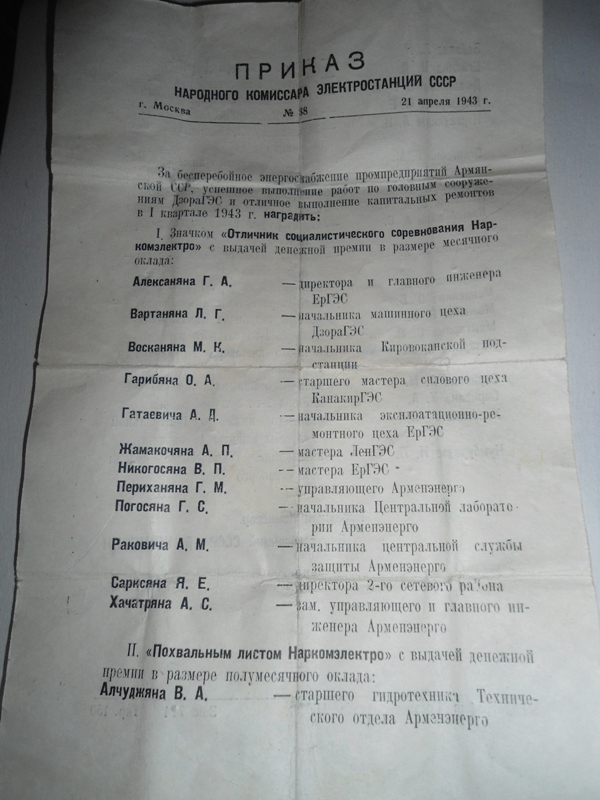 ПРИКАЗ
НАРОДНОГО КОМИССАРА ЭЛЕКТРОСТАНЦИЙ СССР
г. Москва № 88 21 апреля 1943 г.
За бесперебойное энергоснабжение промпредприятий Армян-
ской ССР, успешное выполнение работ по головным сооруже-
ниям ДзораГЭС и отличное выполнение капитальных ремонтов
в I квартале 1943 г. наградить:
I. Значком «Отличник социалистического соревнования Нар-
комэлектро» с выдачей денежной премии в размере месячного
оклада:
Алексаняна Г. А. — директора и главного инженера
ЕрГЭС
Вартаняна Л. Г. — начальника машинного цеха
ДзораГЭС
Восканяна М. К. — начальника Кировоканской под-
станции
Гарибяна О. А. — старшего мастера силового цеха
КанакирГЭС
Гатаевича А. Д. — начальника эксплоатационно-ре-
монтного цеха ЕрГЭС
Жамакочяна А. П. — мастера ЛенГЭС
Никогосяна В. П. — мастера ЕрГЭС
Периханяна Г. М. — управляющего Арменэнерго
Погосяна Г. С. — начальника Центральной лаборато-
рии Арменэнерго
Раковича А. М. — начальника центральной службы
защиты Арменэнерго
Сарксяна Я. Е. — директора 2-го сетевого района
Хачатряна А. С. — зам. управляющего и главного ин-
женера Арменэнерго
II. «Похвальным листом Наркомэлектро» с выдачей денежной
премии в размере полумесячного оклада:
Алчуджяна В. А. — старшего гидротехника Техниче-
ского отдела Арменэнерго